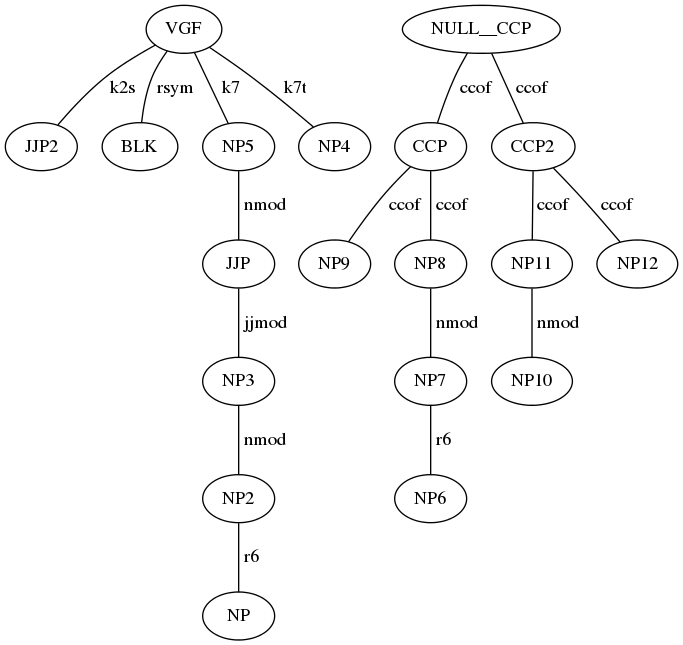 VGF NULL__CCP
k2s rsym k7 k7t ccof ccof
JJP2 BLK NP5 NP4 CCP CCP2
nmod ccof ccof ccof ccof
JJP NP9 NP8 NP11 NP12
jjmod nmod nmod
NP3 NP7 NP10
nmod r6
NP2 NP6
r6
NP